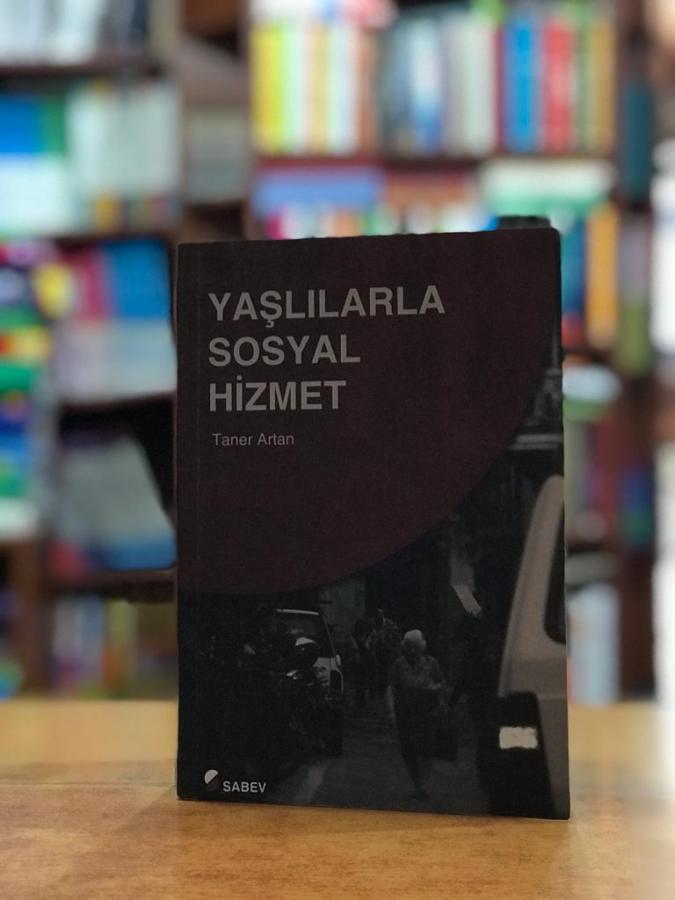 YAŞLILARLA
SOSYAL
HİZMET
Taner Artan
SABEV